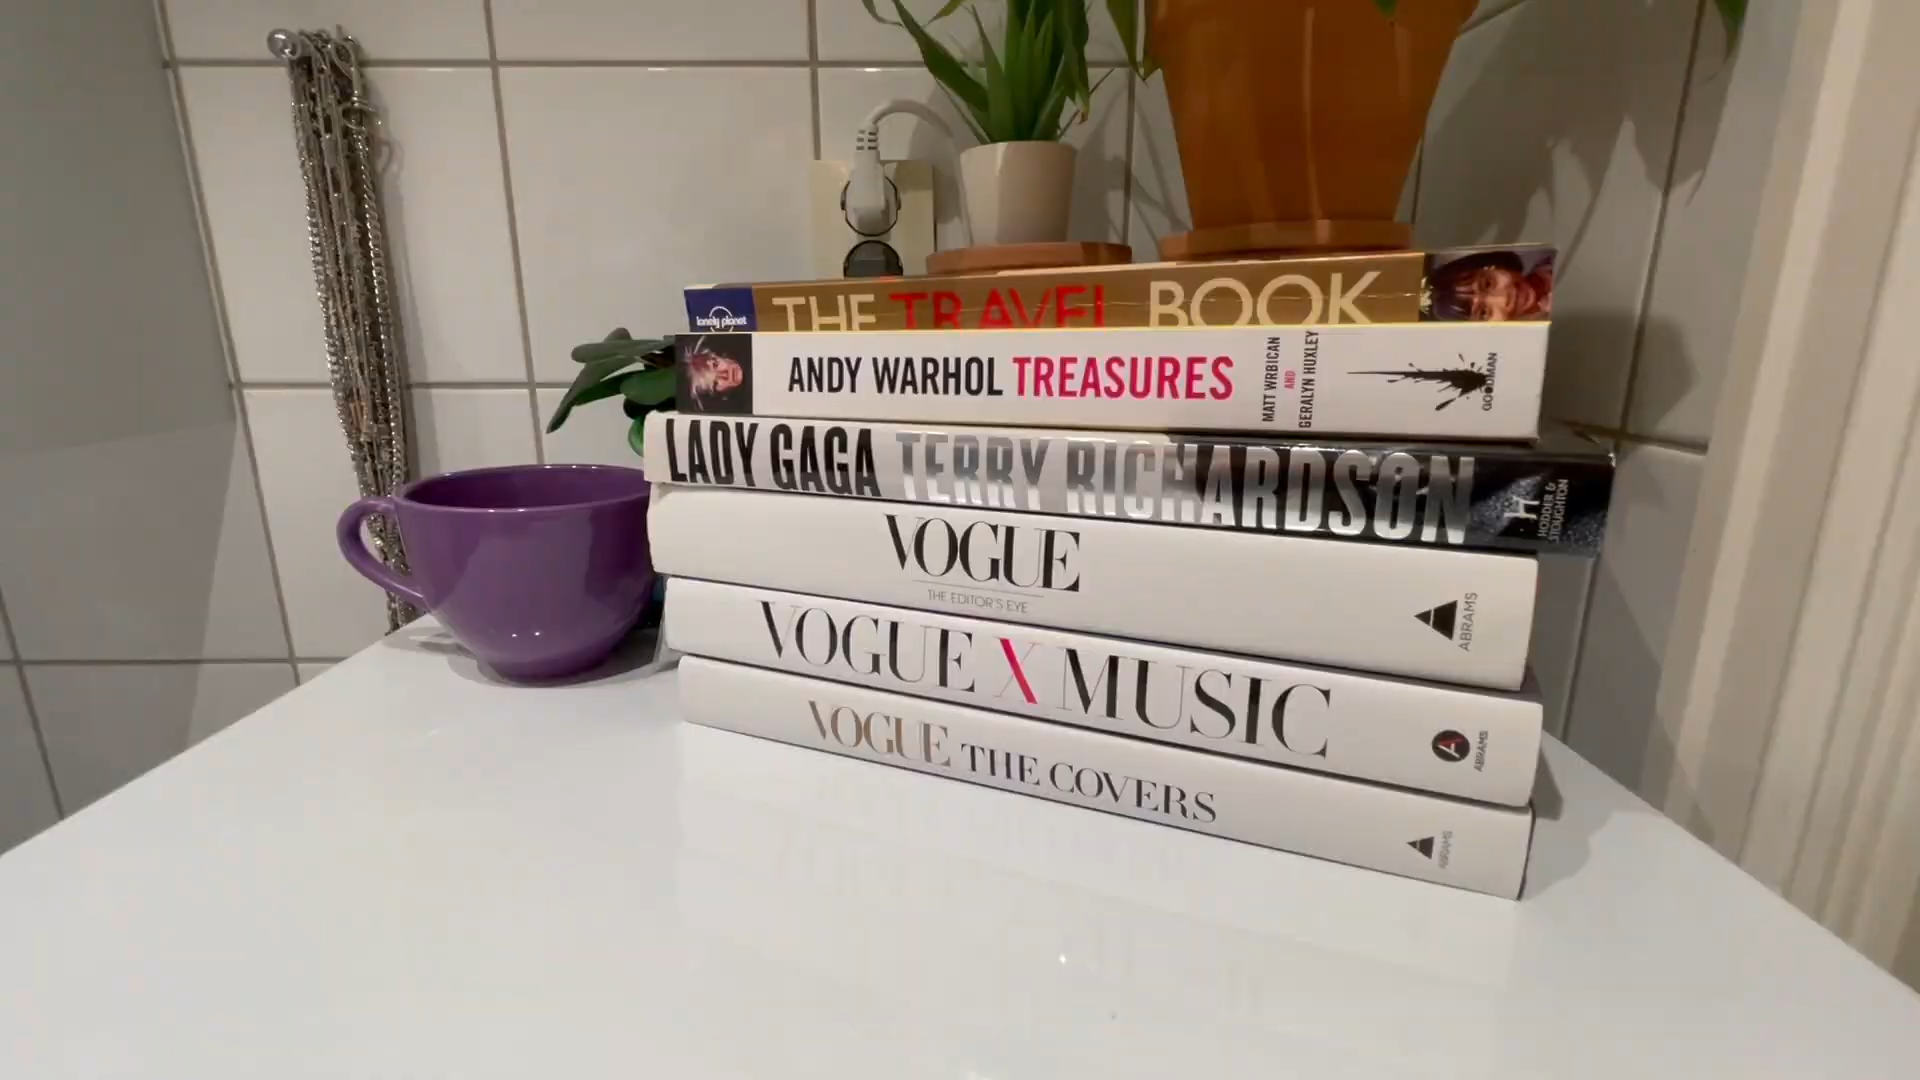 lonely planet
THE TRAVEL BOOK
ANDY WARHOL TREASURES
MATT WRBICAN
AND
GERALYN HUXLEY
GOODMAN
LADY GAGA TERRY RICHARDSON
H
HODDER &
STOUGHTON
VOGUE
THE EDITOR'S EYE
ABRAMS
VOGUE X MUSIC
A
ABRAMS
VOGUE THE COVERS
ABRAMS